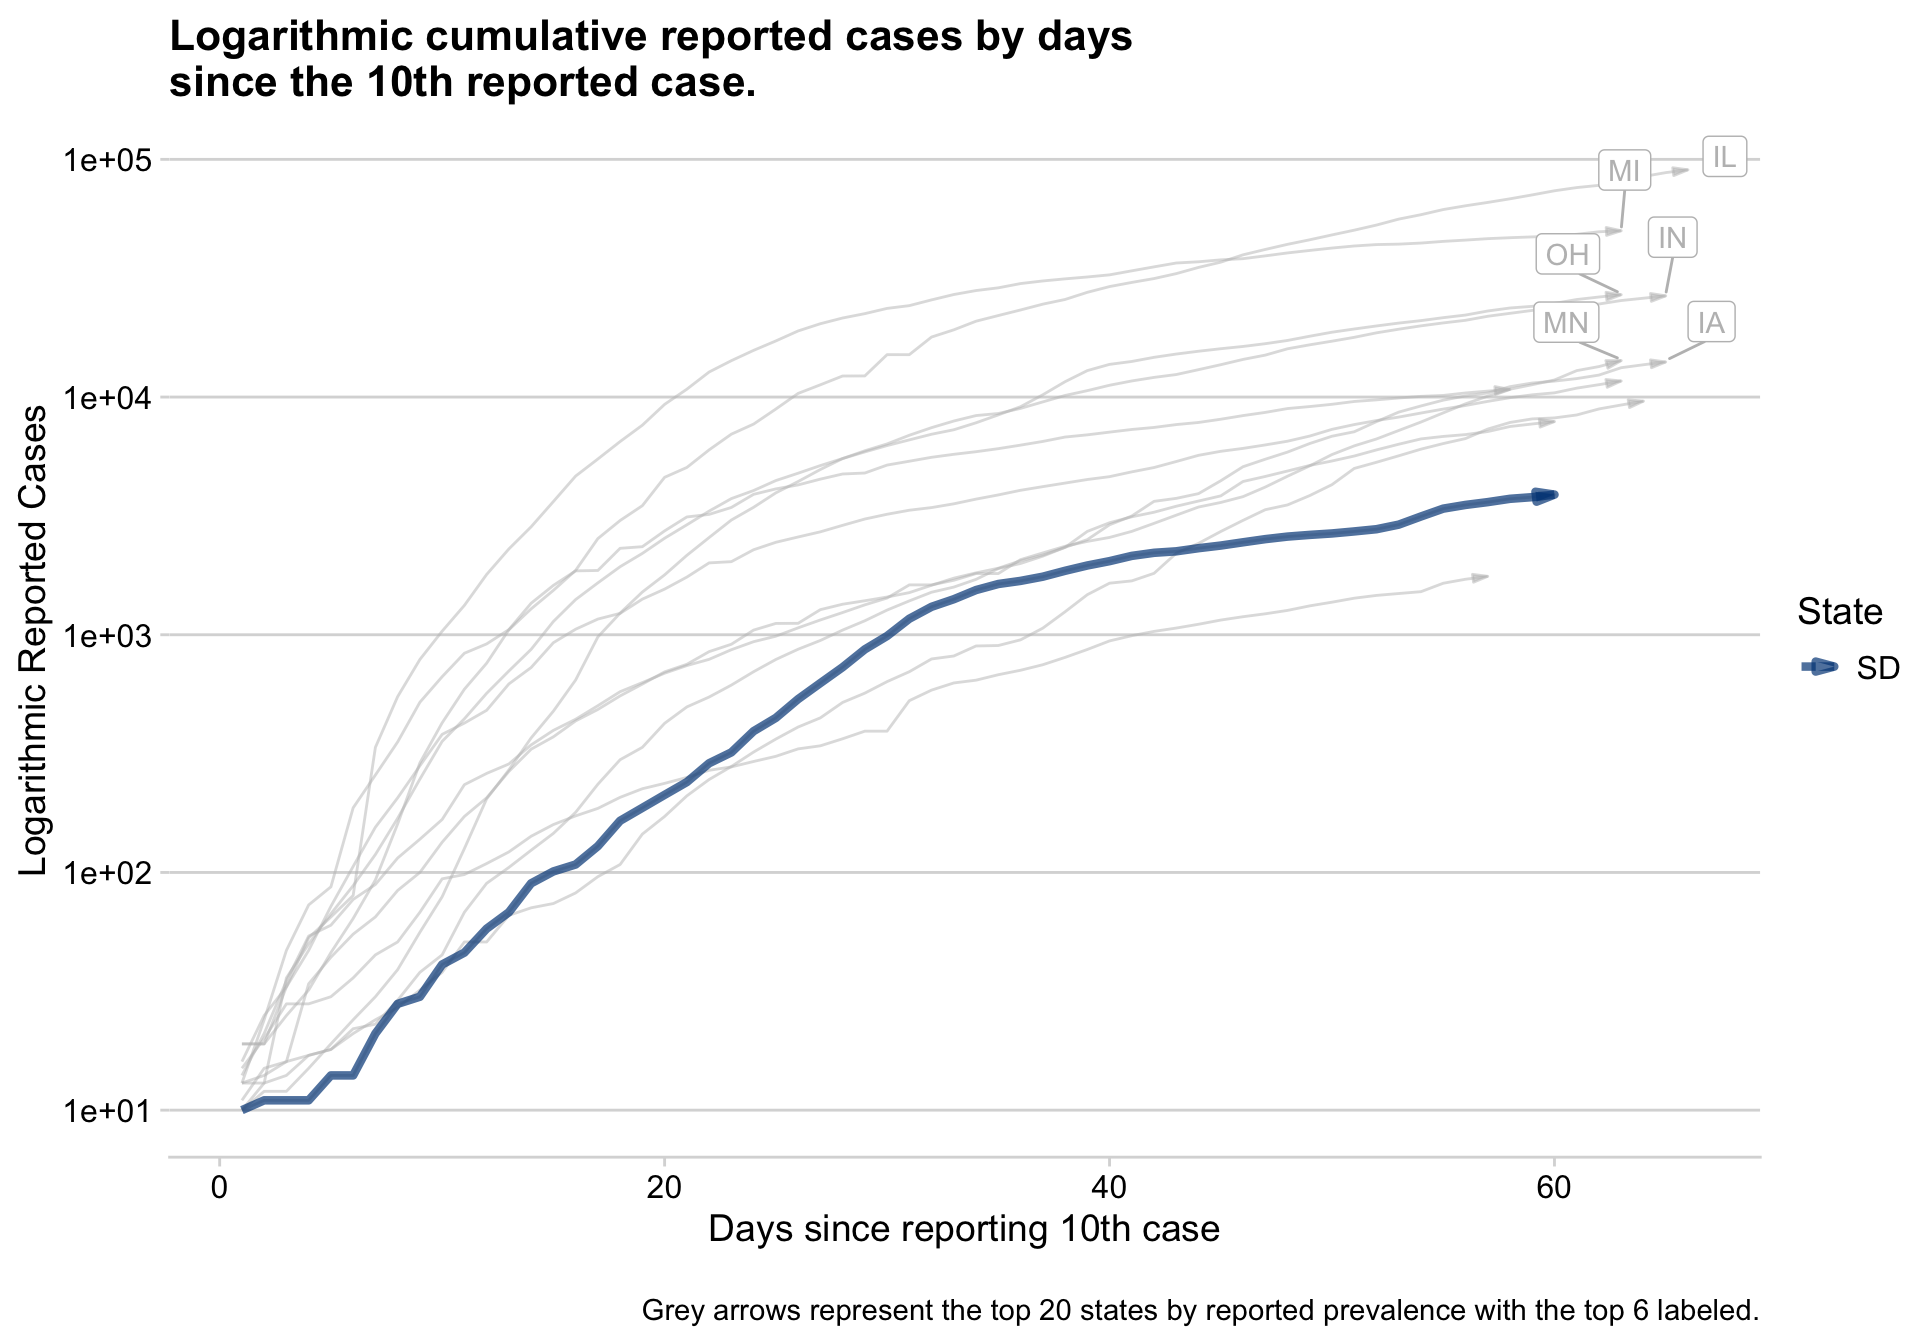 Logarithmic cumulative reported cases by days
since the 10th reported case.
Logarithmic Reported Cases
1e+05
1e+04
1e+03
1e+02
1e+01
MI
IL
OH
IN
MN
IA
State
SD
0
20
40
60
Days since reporting 10th case
Grey arrows represent the top 20 states by reported prevalence with the top 6 labeled.